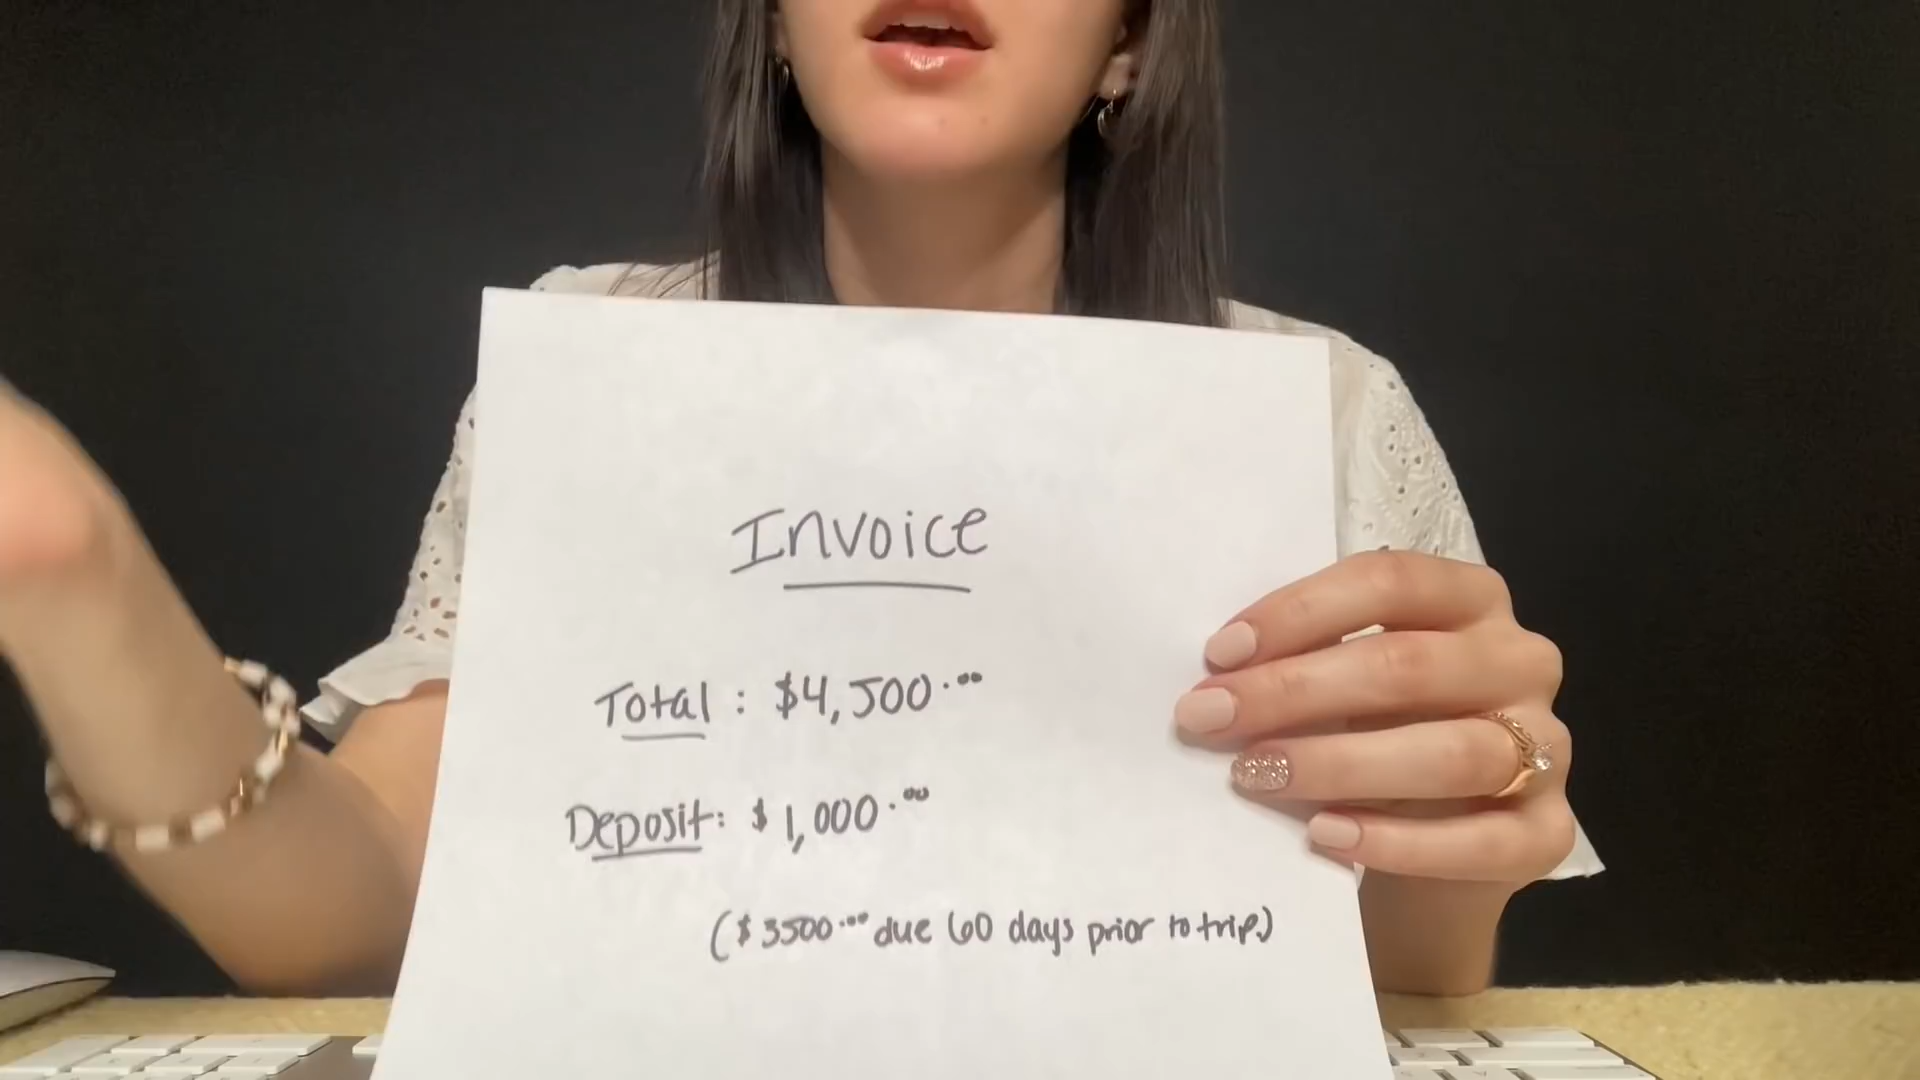 Invoice
Total: $4,500.00
Deposit: $1,000.00
($3500.00 due 60 days prior to trip.)